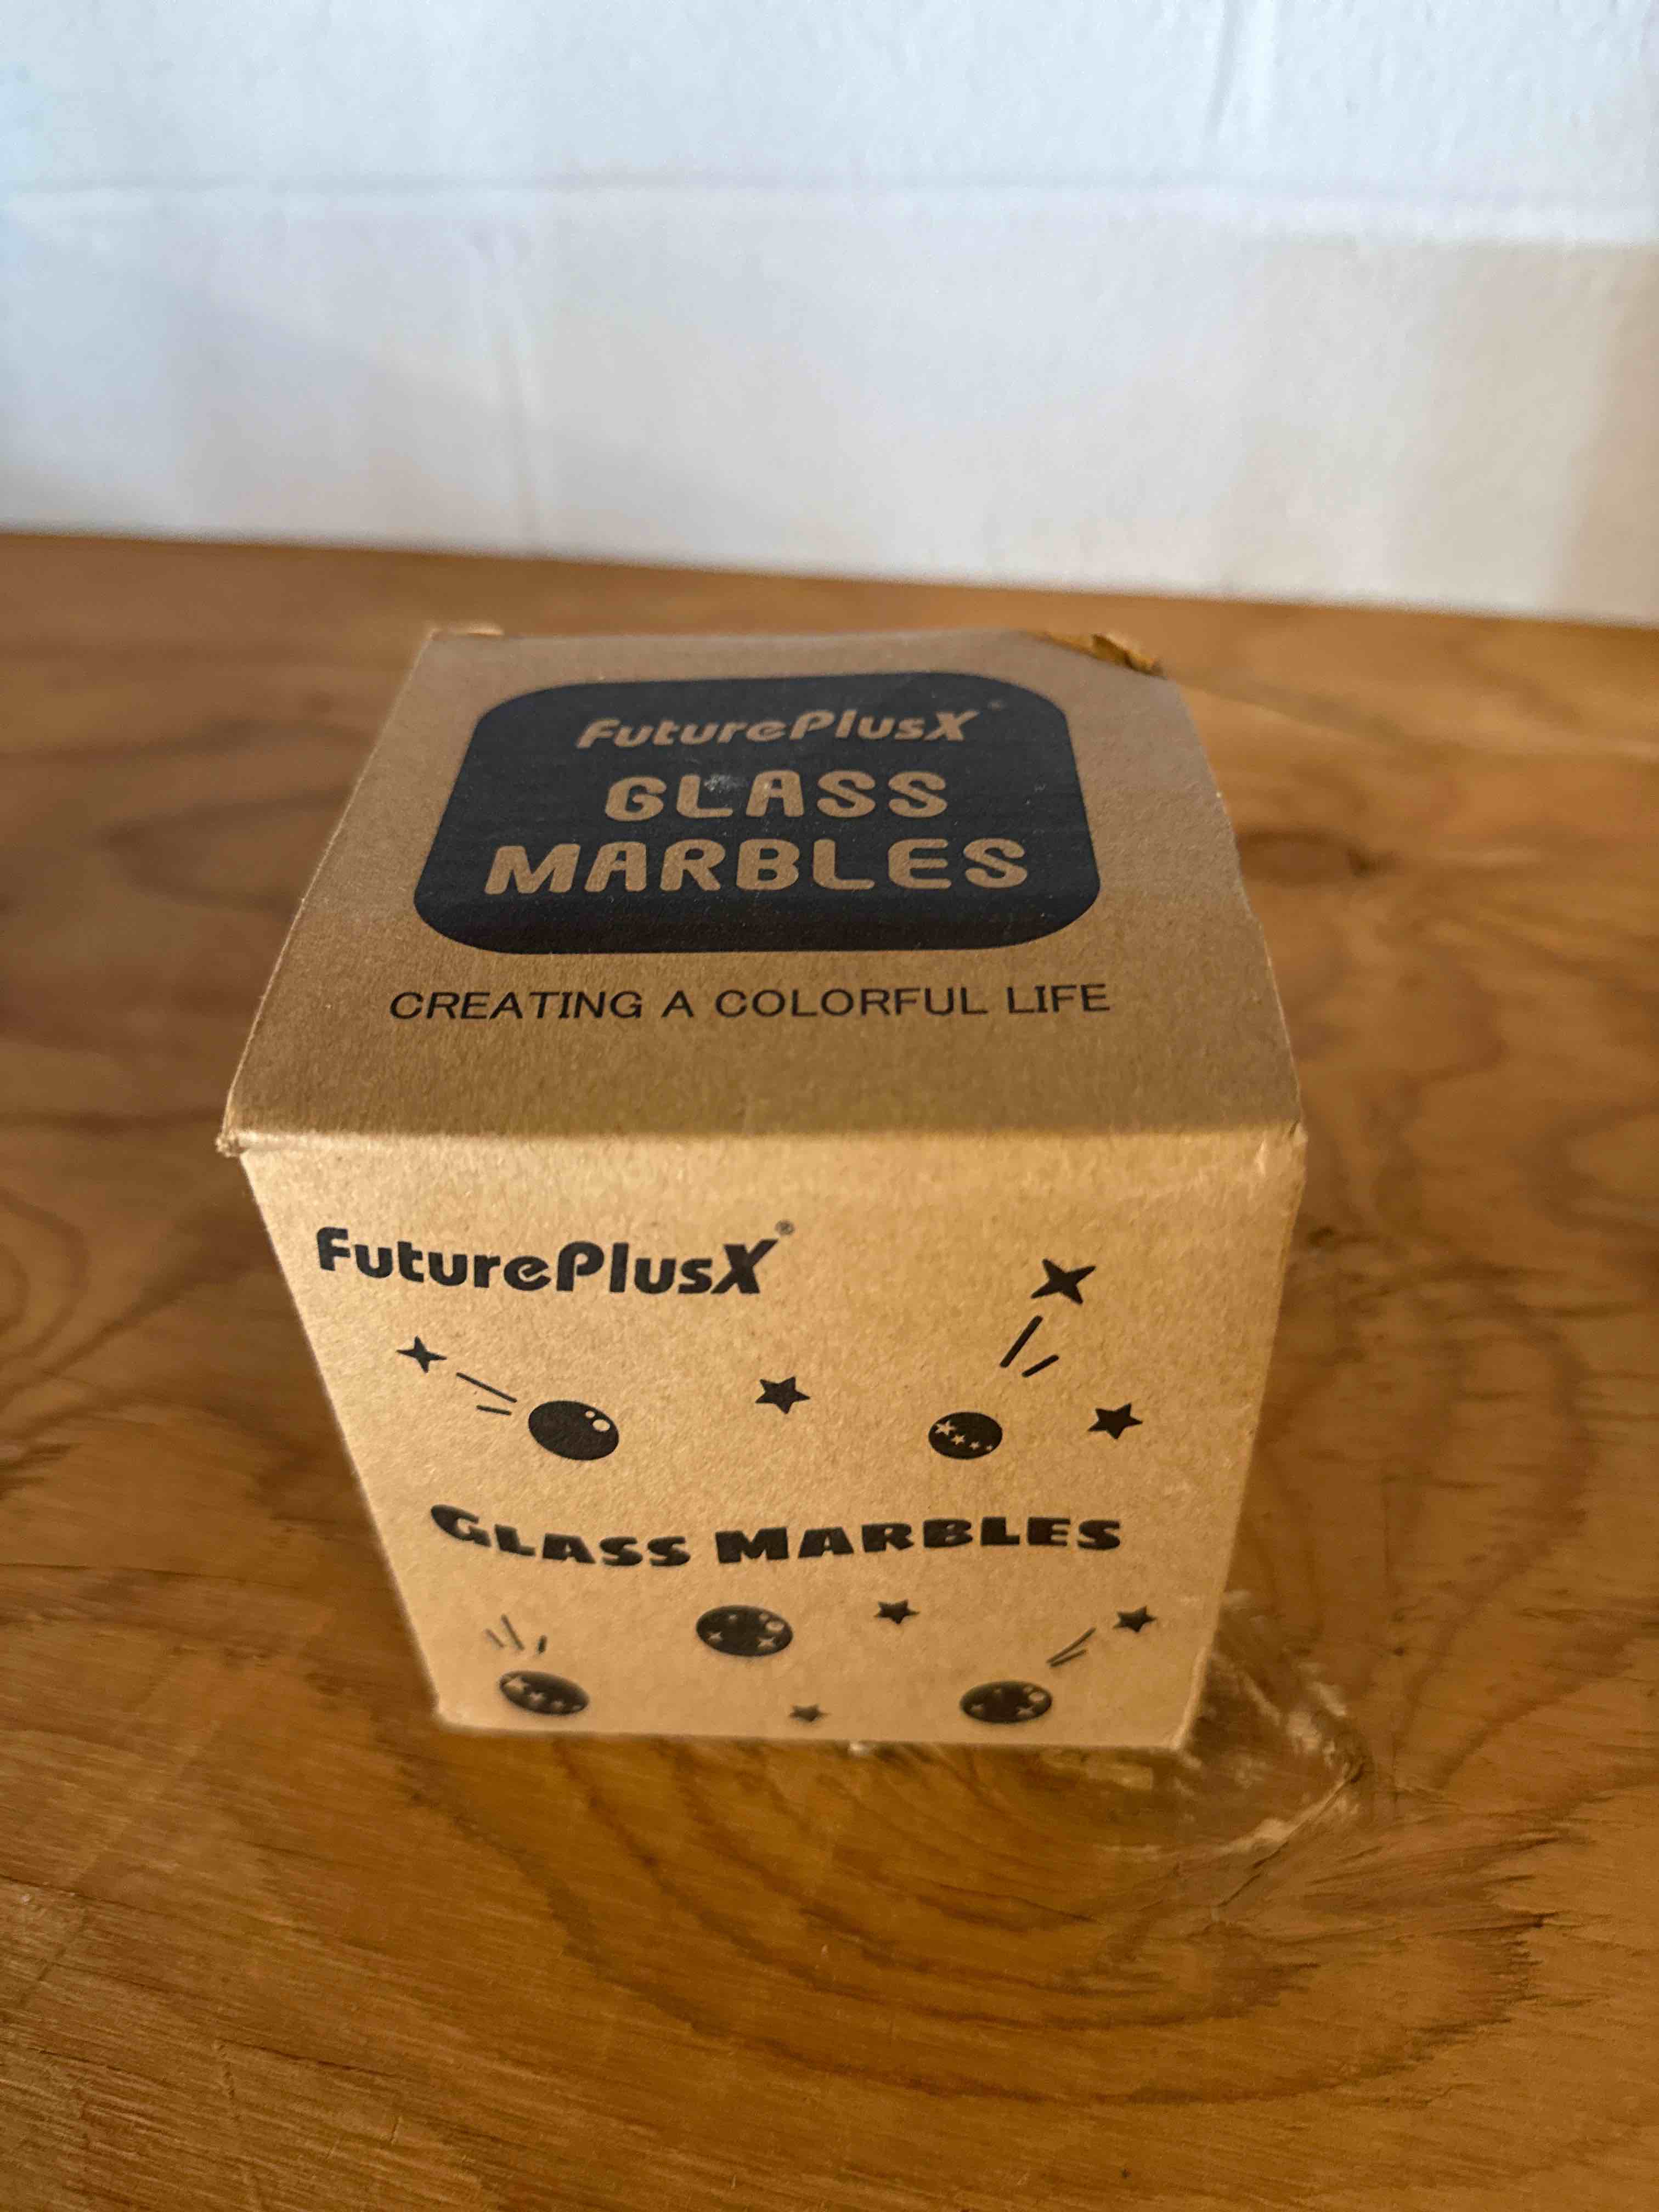 FuturePlusX
GLASS
MARBLES
CREATING A COLORFUL LIFE
FuturePlusX®
GLASS MARBLES